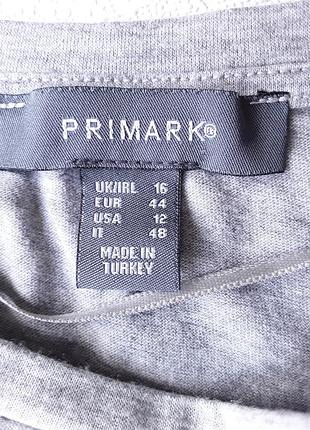 PRIMARK®
UK/IRL 16
EUR 44
USA 12
IT 48
MADE IN
TURKEY